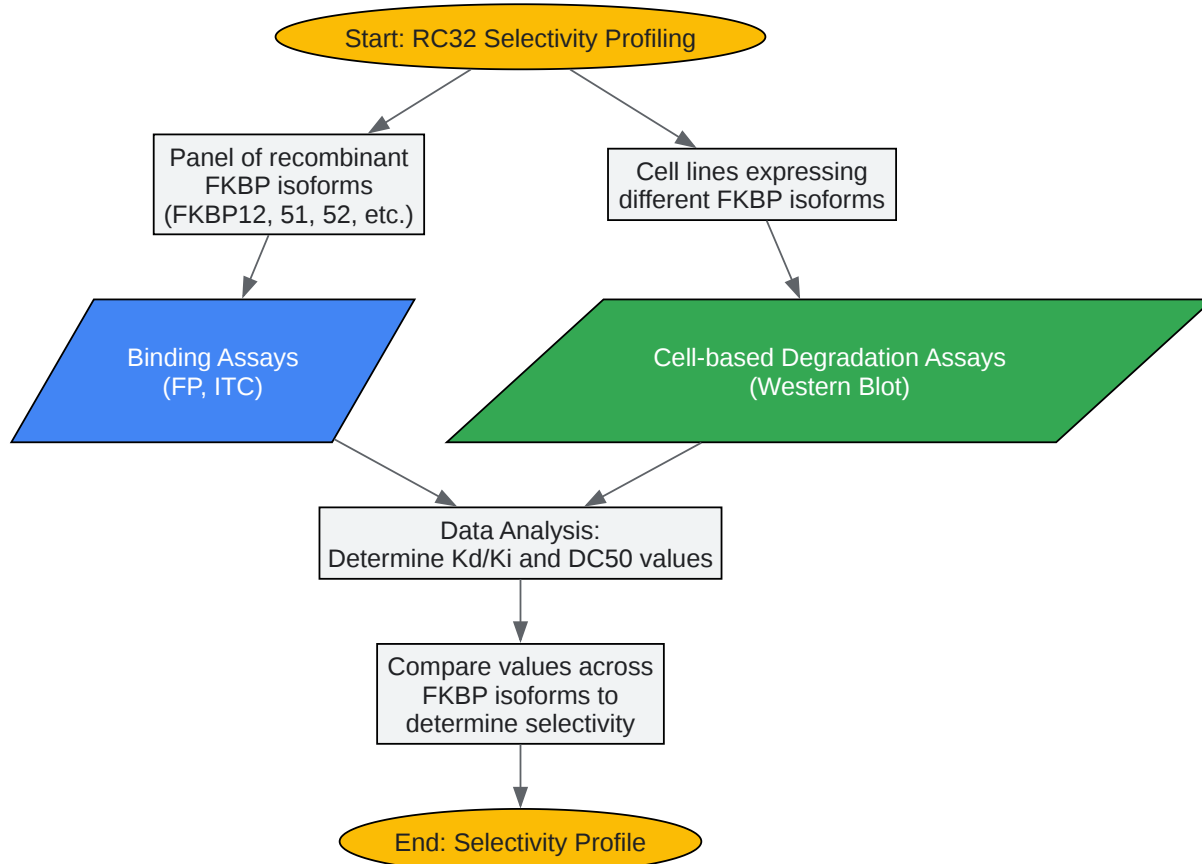 Start: RC32 Selectivity Profiling
Panel of recombinant
FKBP isoforms
(FKBP12, 51, 52, etc.)
Cell lines expressing
different FKBP isoforms
Binding Assays
(FP, ITC)
Cell-based Degradation Assays
(Western Blot)
Data Analysis:
Determine Kd/Ki and DC50 values
Compare values across
FKBP isoforms to
determine selectivity
End: Selectivity Profile